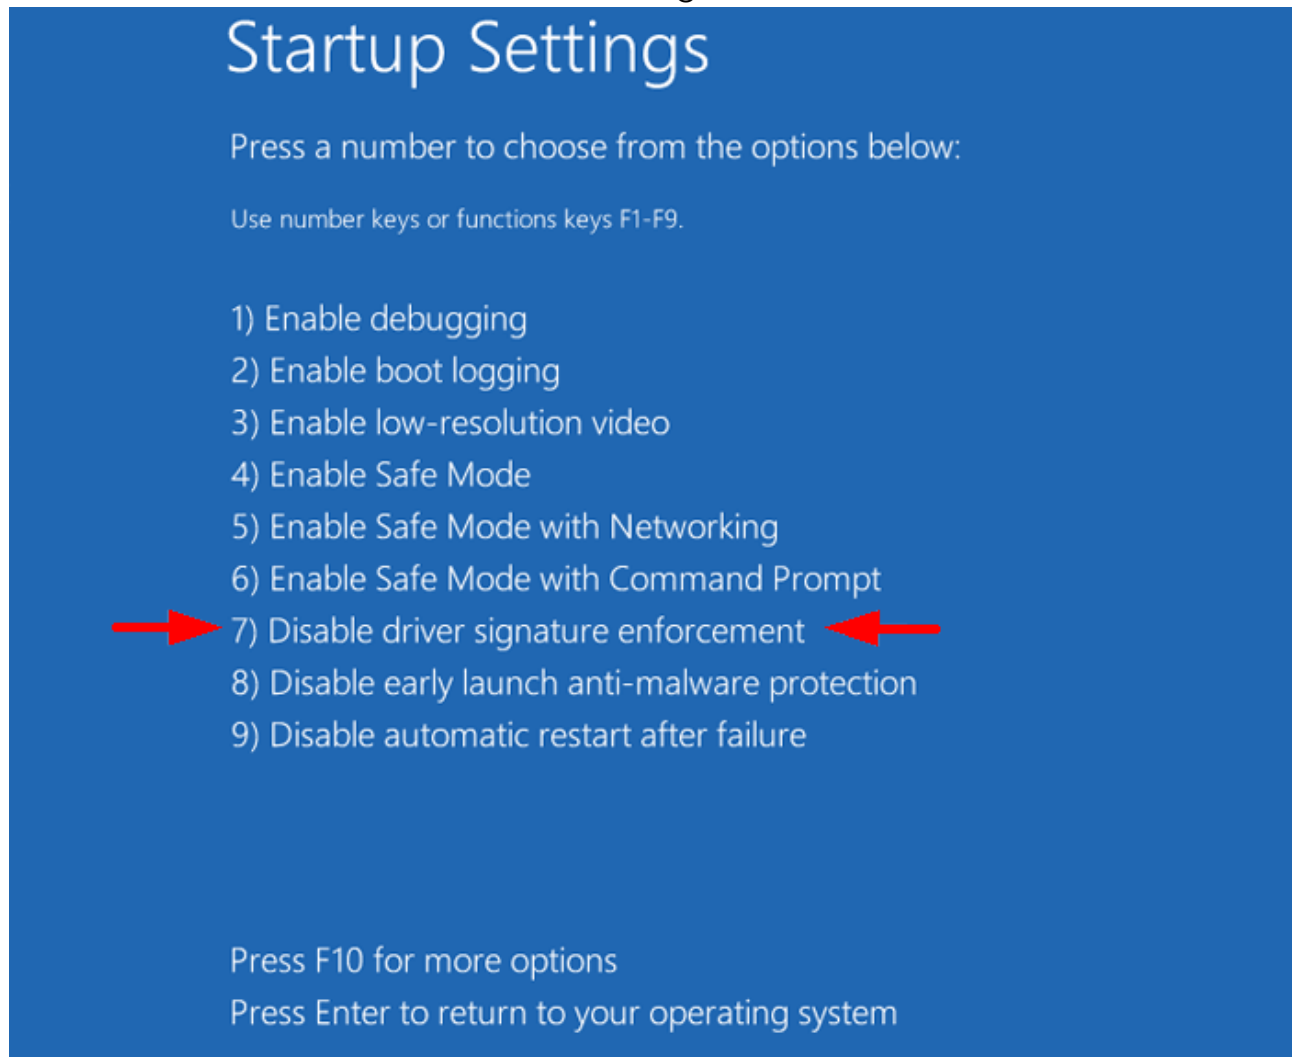 Startup Settings
Press a number to choose from the options below:
Use number keys or functions keys F1-F9.
1) Enable debugging
2) Enable boot logging
3) Enable low-resolution video
4) Enable Safe Mode
5) Enable Safe Mode with Networking
6) Enable Safe Mode with Command Prompt
7) Disable driver signature enforcement
8) Disable early launch anti-malware protection
9) Disable automatic restart after failure
Press F10 for more options
Press Enter to return to your operating system